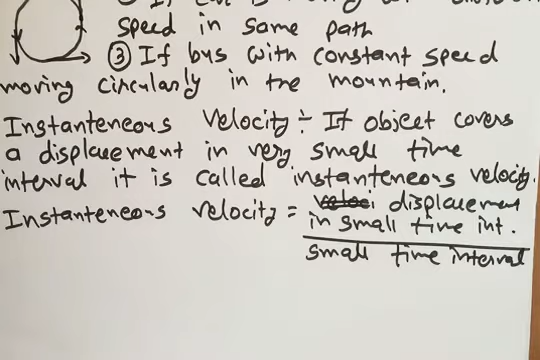 speed in same path
③ If bus with constant speed
moving circularly in the mountain.
Instanteneous Velocity ÷ If object covers
a displacement in very small time
interval it is called instanteneous velocity.
Instanteneous velocity = displacement
in small time int.
small time interval